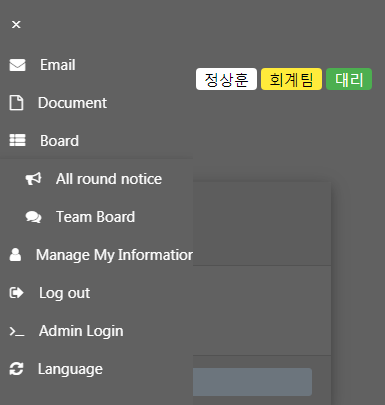 ×
Email
정상훈 회계팀 대리
Document
Board
All round notice
Team Board
Manage My Information
Log out
Admin Login
Language